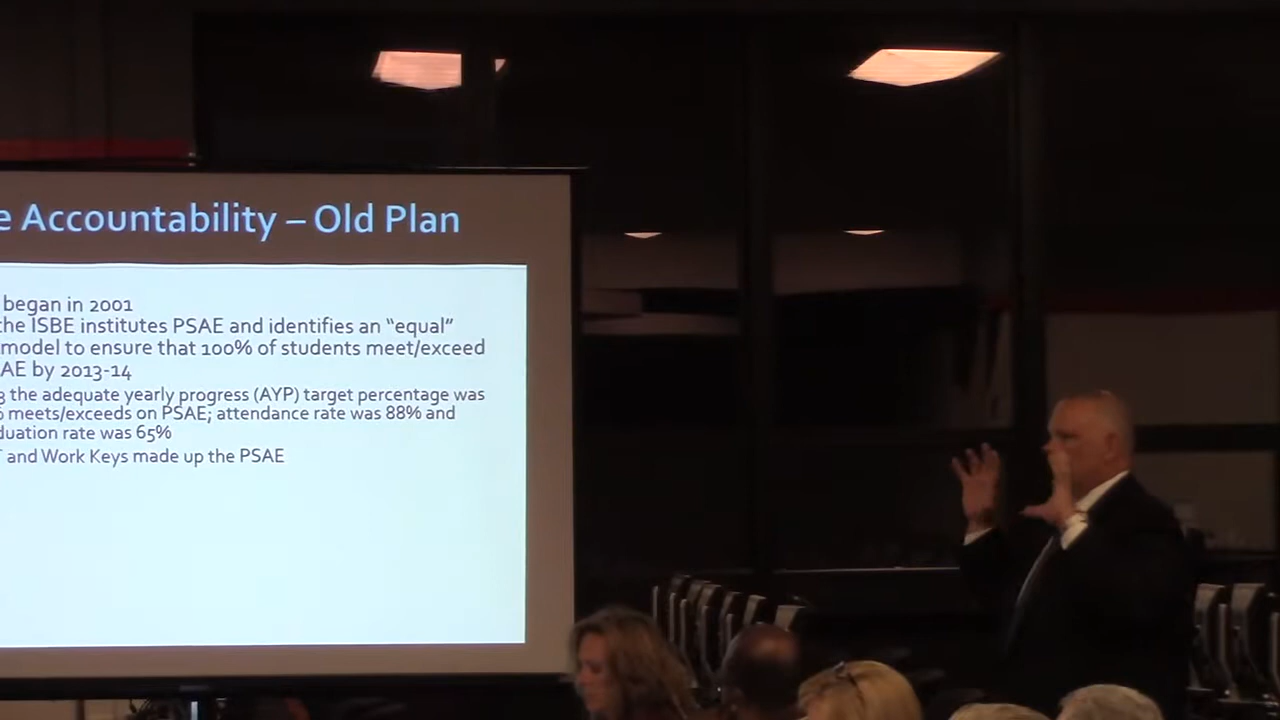 e Accountability – Old Plan
began in 2001
the ISBE institutes PSAE and identifies an “equal”
model to ensure that 100% of students meet/exceed
AE by 2013-14
3 the adequate yearly progress (AYP) target percentage was
meets/exceeds on PSAE; attendance rate was 88% and
duation rate was 65%
and Work Keys made up the PSAE